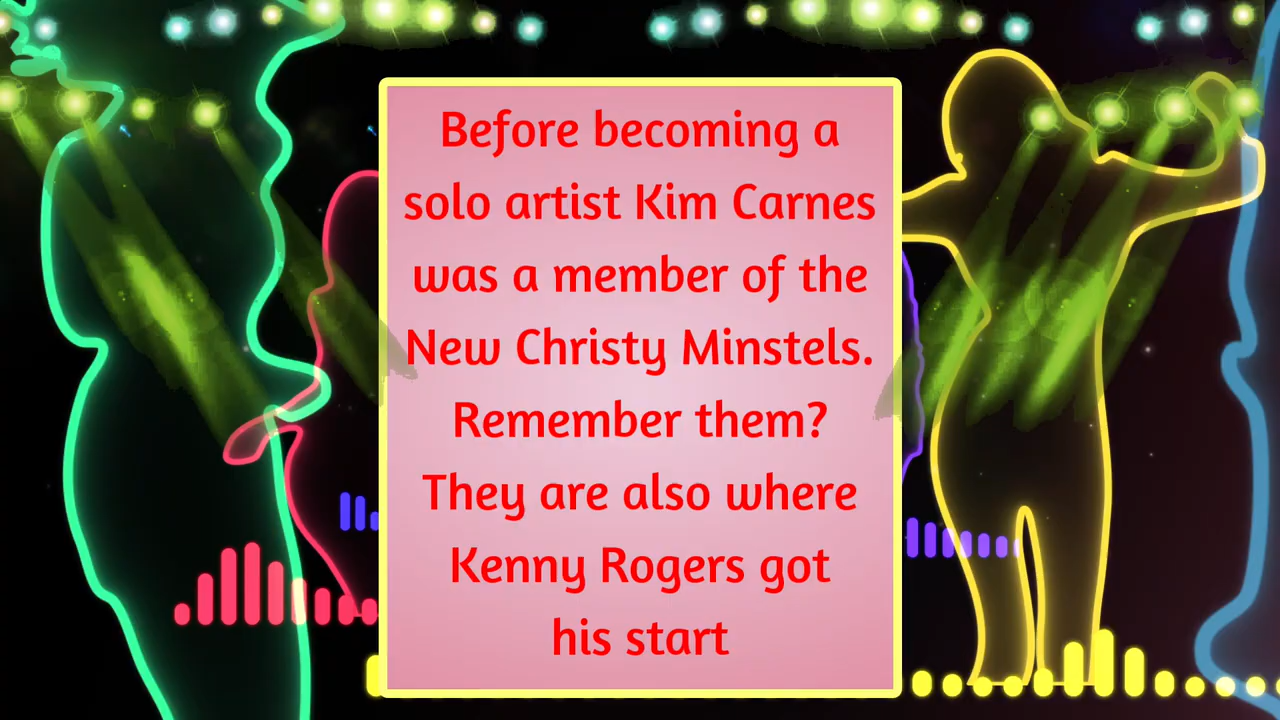 Before becoming a
solo artist Kim Carnes
was a member of the
New Christy Minstels.
Remember them?
They are also where
Kenny Rogers got
his start